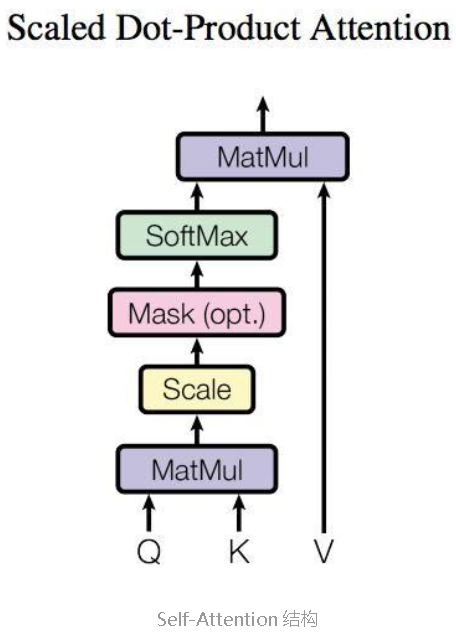 Scaled Dot-Product Attention
MatMul
SoftMax
Mask (opt.)
Scale
MatMul
Q K V
Self-Attention 结构